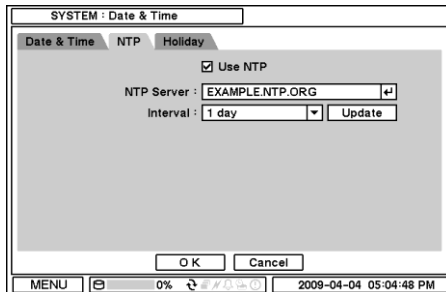 SYSTEM : Date & Time
Date & Time NTP Holiday
Use NTP
NTP Server : EXAMPLE.NTP.ORG
Interval : 1 day Update
OK Cancel
MENU 0% 2009-04-04 05:04:48 PM